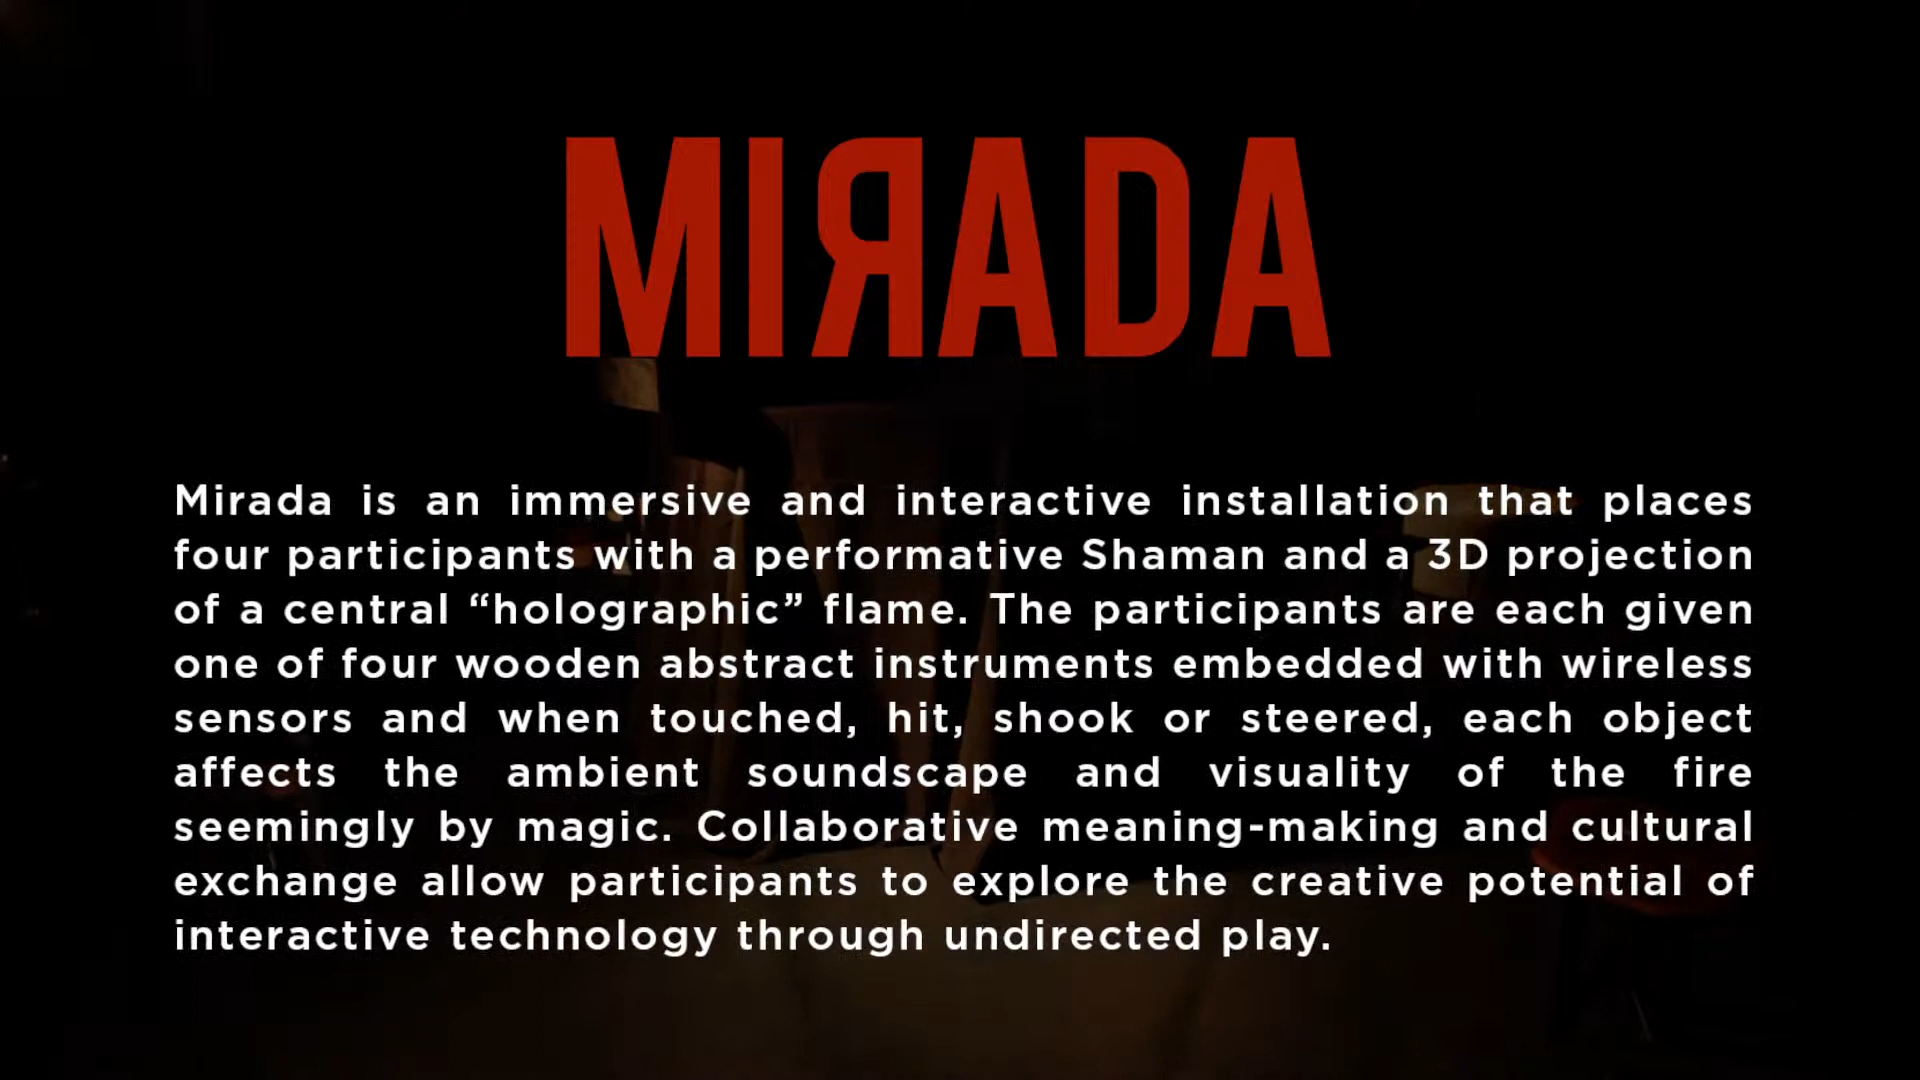 MIЯADA
Mirada is an immersive and interactive installation that places
four participants with a performative Shaman and a 3D projection
of a central “holographic” flame. The participants are each given
one of four wooden abstract instruments embedded with wireless
sensors and when touched, hit, shook or steered, each object
affects the ambient soundscape and visuality of the fire
seemingly by magic. Collaborative meaning-making and cultural
exchange allow participants to explore the creative potential of
interactive technology through undirected play.